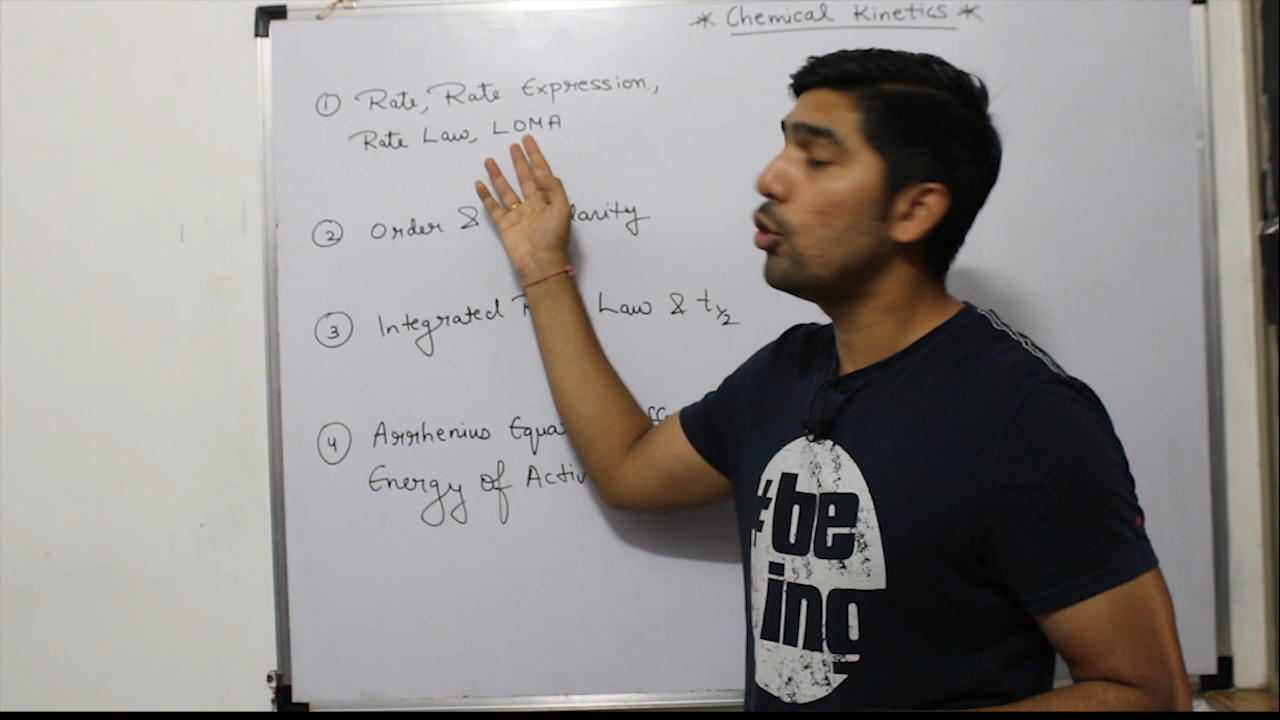 * Chemical Kinetics *
① Rate, Rate Expression,
Rate Law, LOMA
② Order &
③ Integrated Law & t½
④ Arrhenius
Energy of
#be
ing